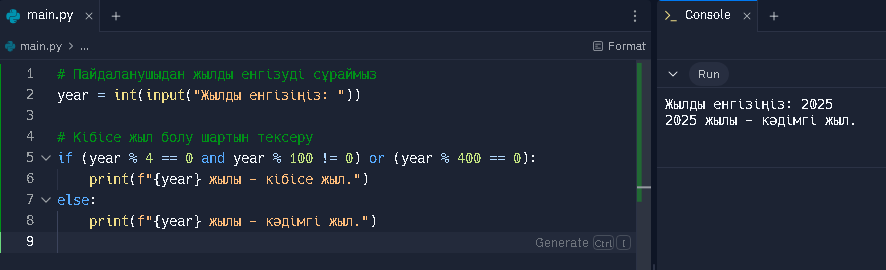 main.py × +
main.py > ...
Format
1 # Пайдаланушыдан жылды енгізуді сұраймыз
2 year = int(input("Жылды енгізіңіз: "))
3
4 # Кібісе жыл болу шартын тексеру
5 if (year % 4 == 0 and year % 100 != 0) or (year % 400 == 0):
6 print(f"{year} жылы – кібісе жыл.")
7 else:
8 print(f"{year} жылы – кәдімгі жыл.")
9
Generate Ctrl I
>_ Console × +
Run
Жылды енгізіңіз: 2025
2025 жылы – кәдімгі жыл.